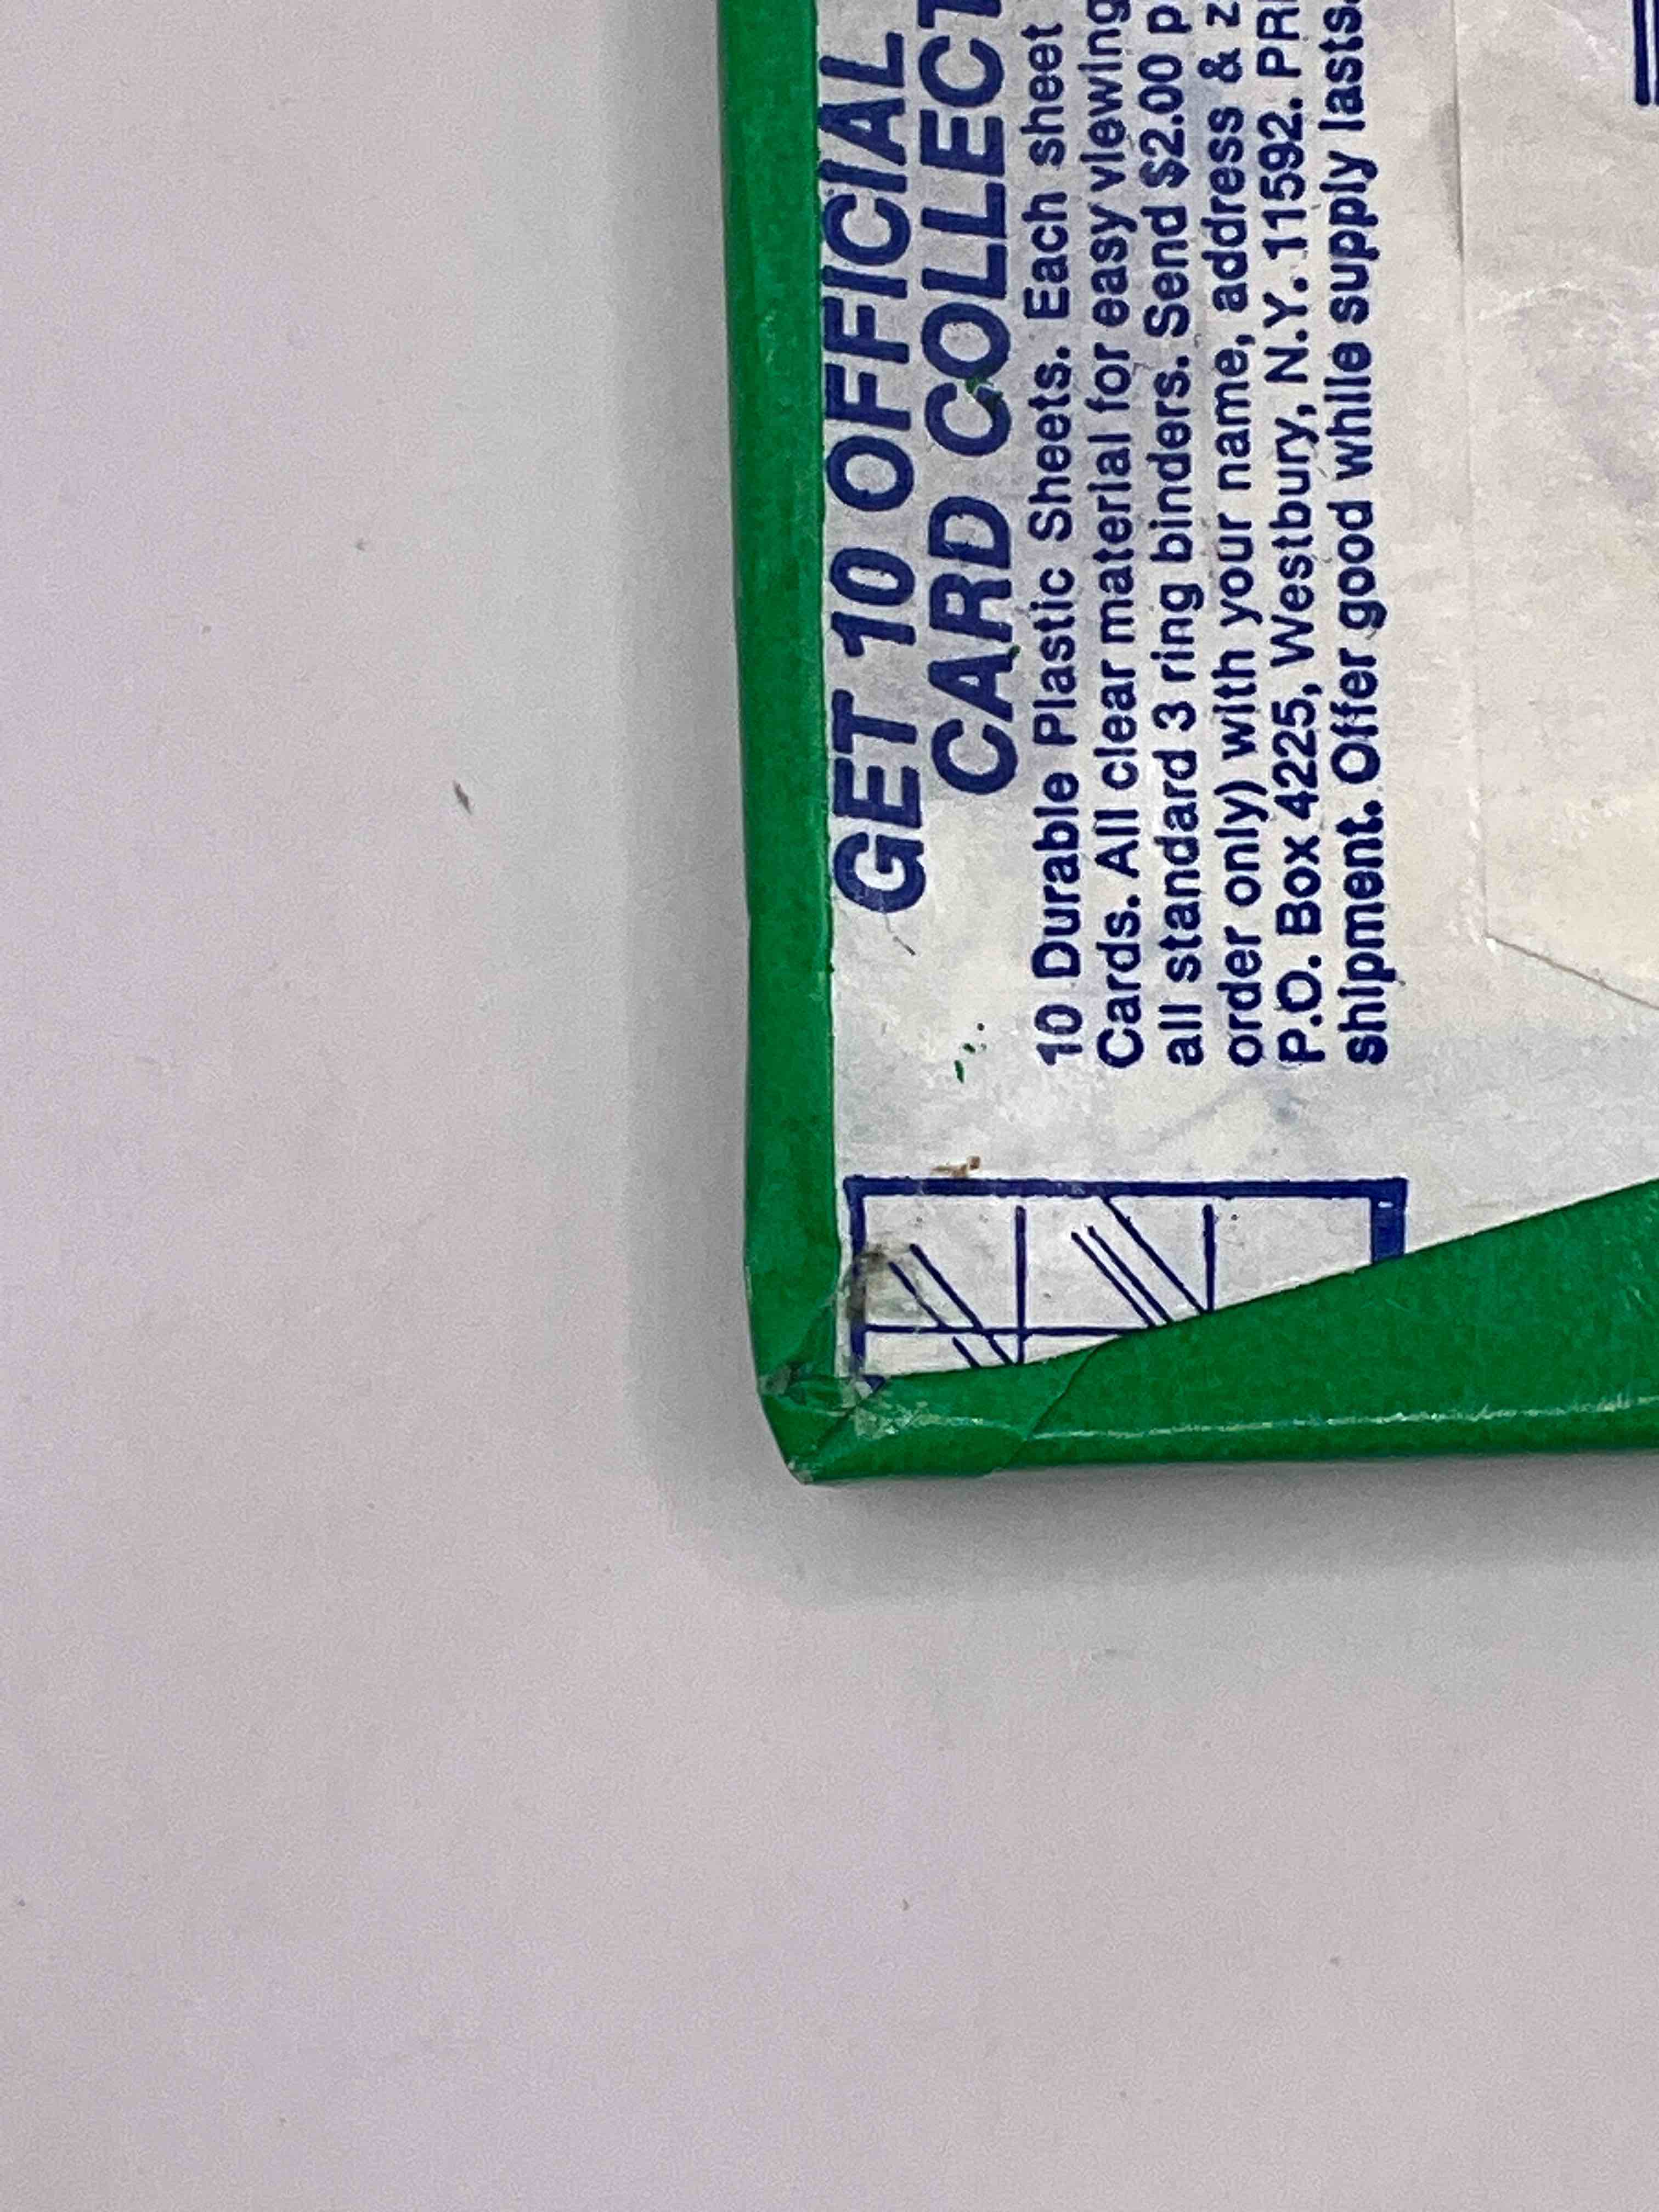 GET 10 OFFICIAL
CARD COLLECT
10 Durable Plastic Sheets. Each sheet
Cards. All clear material for easy viewing
all standard 3 ring binders. Send $2.00 p
order only) with your name, address & z
P.O. Box 4225, Westbury, N.Y. 11592. PRI
shipment. Offer good while supply lasts.